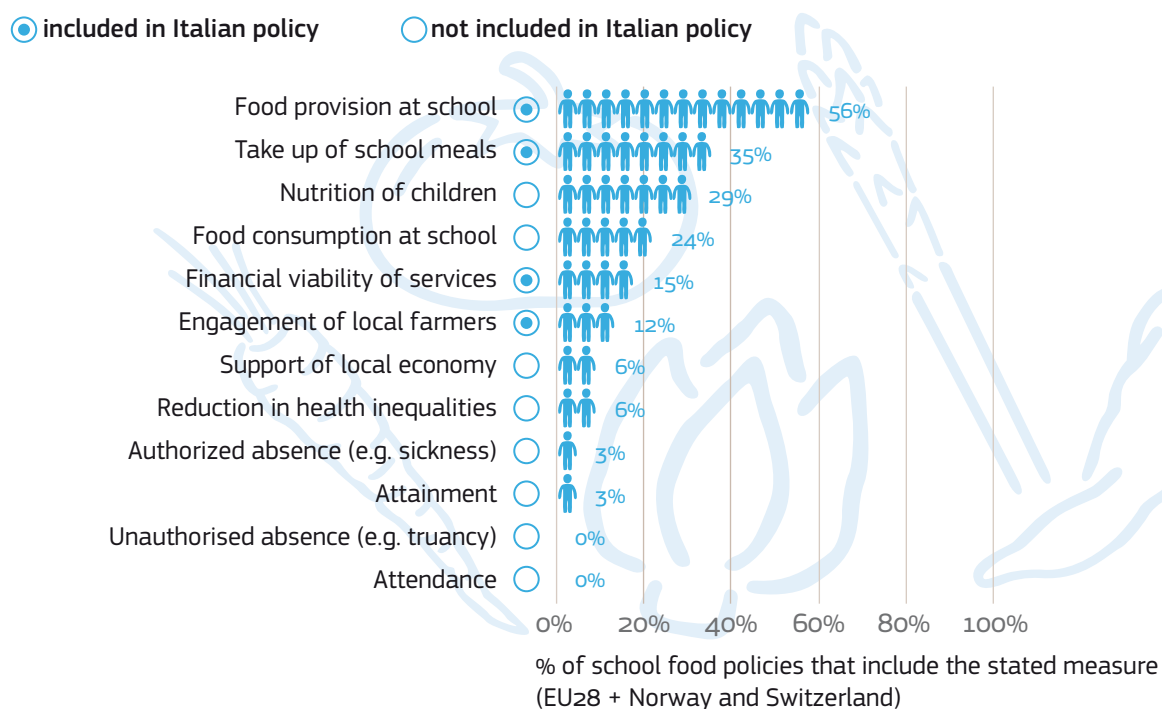 included in Italian policy not included in Italian policy
Food provision at school 56%
Take up of school meals 35%
Nutrition of children 29%
Food consumption at school 24%
Financial viability of services 15%
Engagement of local farmers 12%
Support of local economy 6%
Reduction in health inequalities 6%
Authorized absence (e.g. sickness) 3%
Attainment 3%
Unauthorised absence (e.g. truancy) 0%
Attendance 0%
0% 20% 40% 60% 80% 100%
% of school food policies that include the stated measure
(EU28 + Norway and Switzerland)